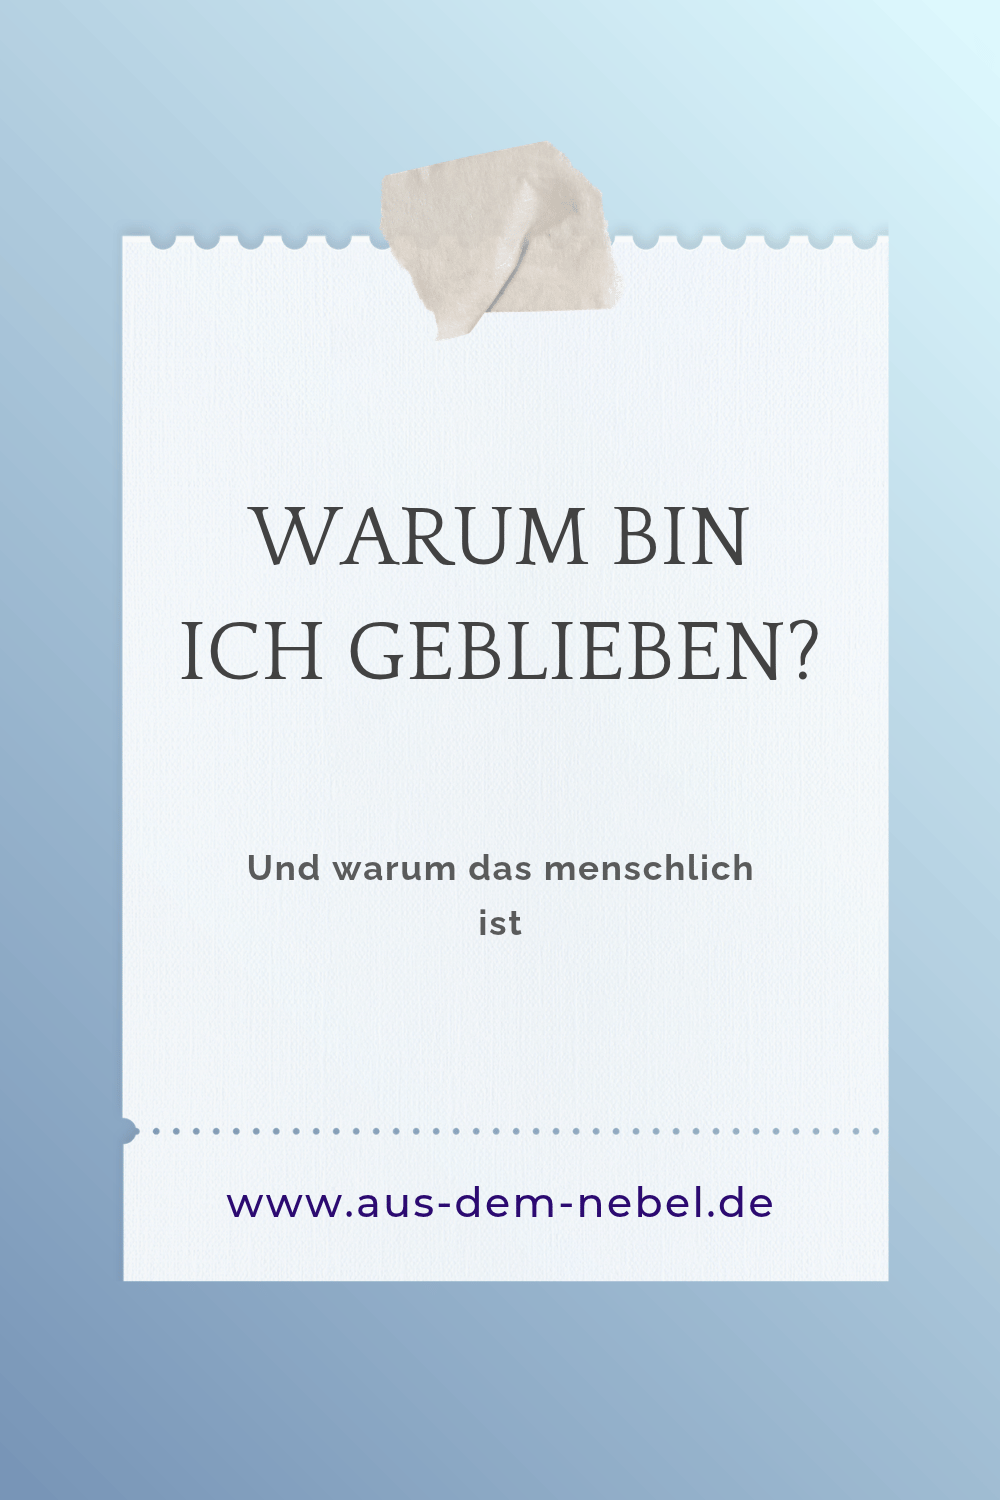 WARUM BIN
ICH GEBLIEBEN?
Und warum das menschlich
ist
www.aus-dem-nebel.de